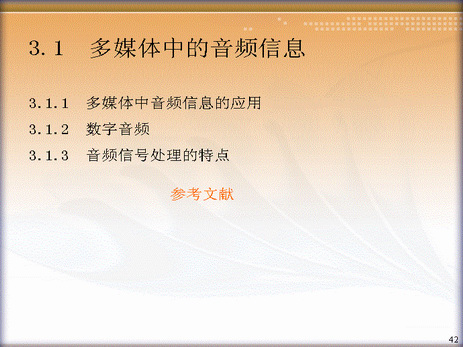 3.1 多媒体中的音频信息
3.1.1 多媒体中音频信息的应用
3.1.2 数字音频
3.1.3 音频信号处理的特点
参考文献
42